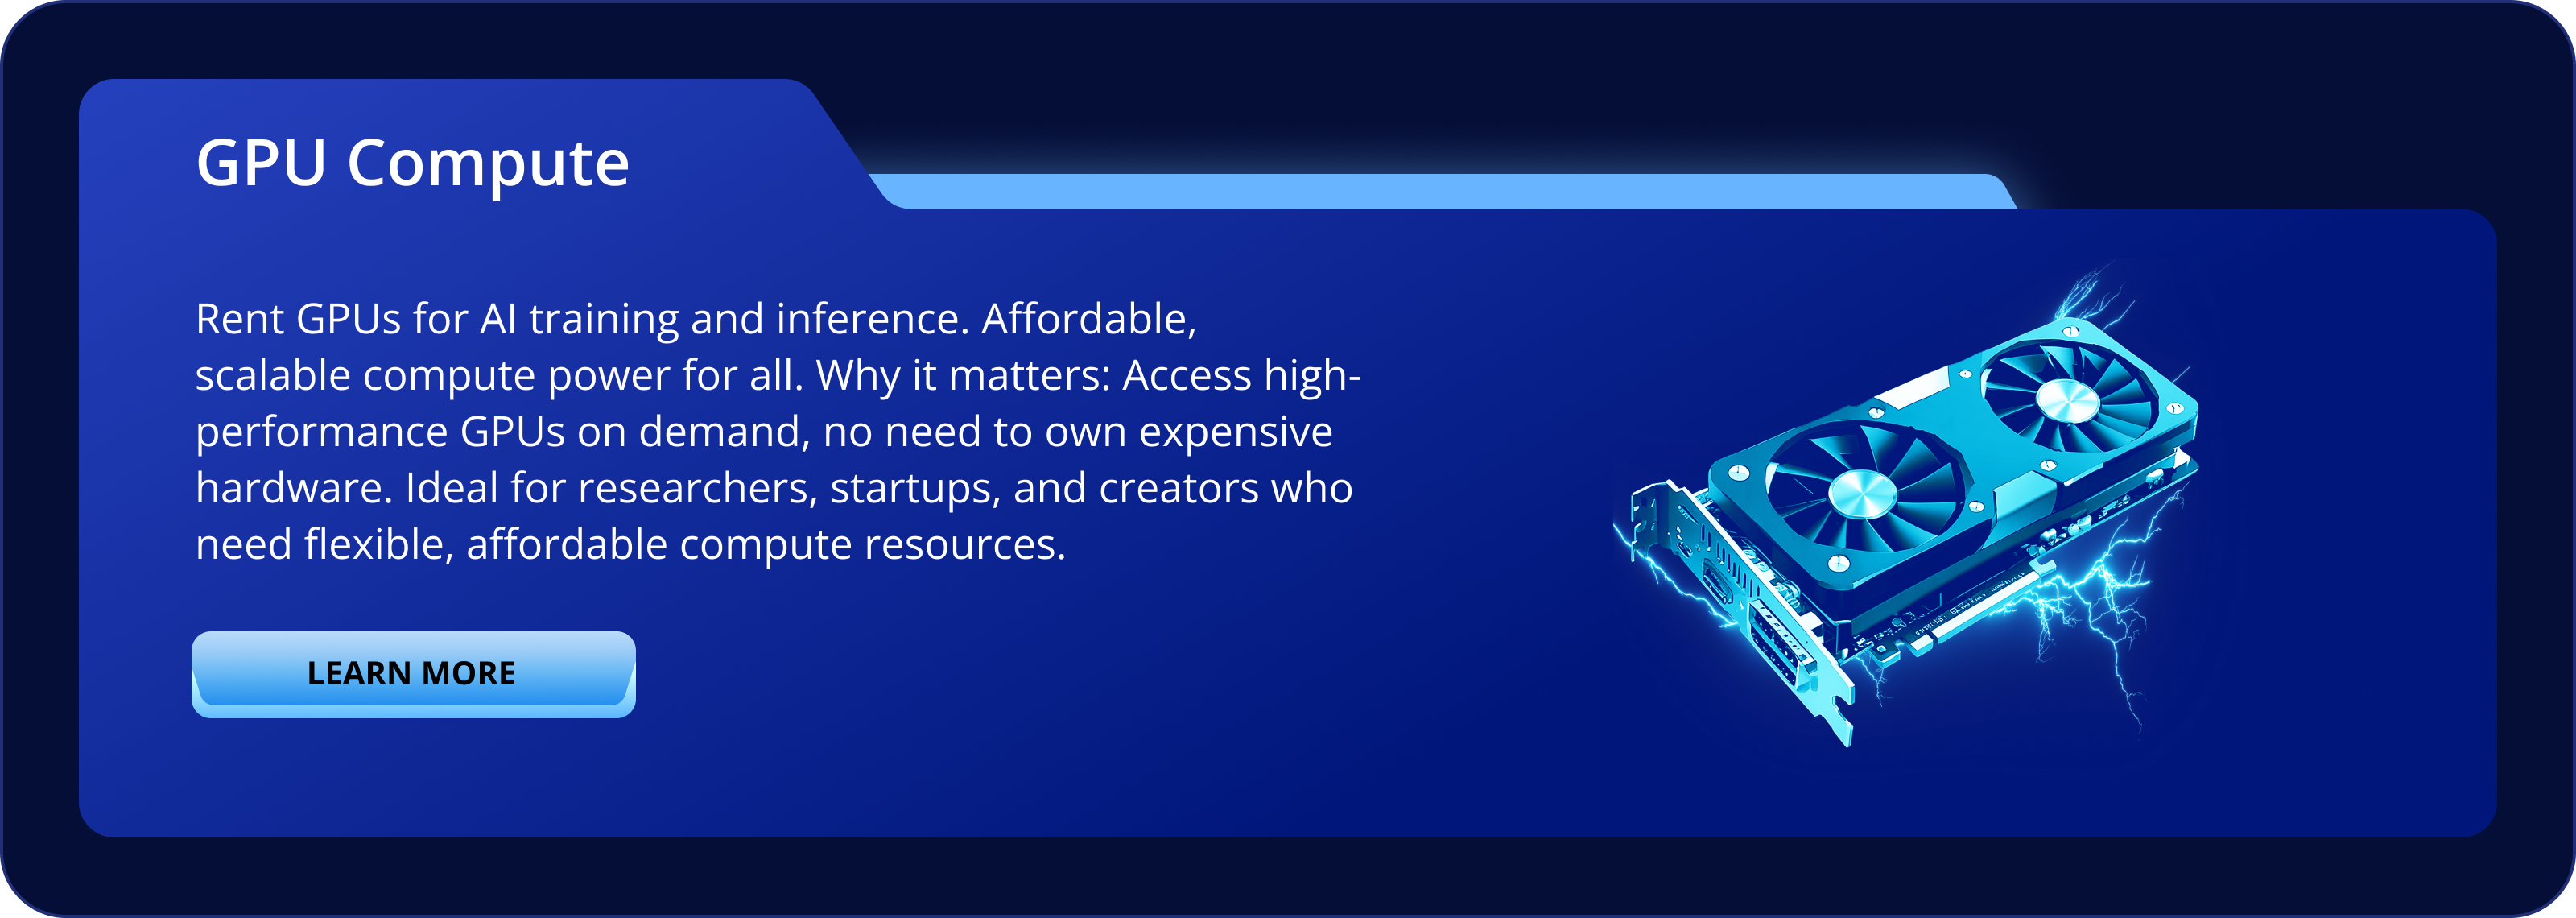 GPU Compute
Rent GPUs for AI training and inference. Affordable,
scalable compute power for all. Why it matters: Access high-
performance GPUs on demand, no need to own expensive
hardware. Ideal for researchers, startups, and creators who
need flexible, affordable compute resources.
LEARN MORE